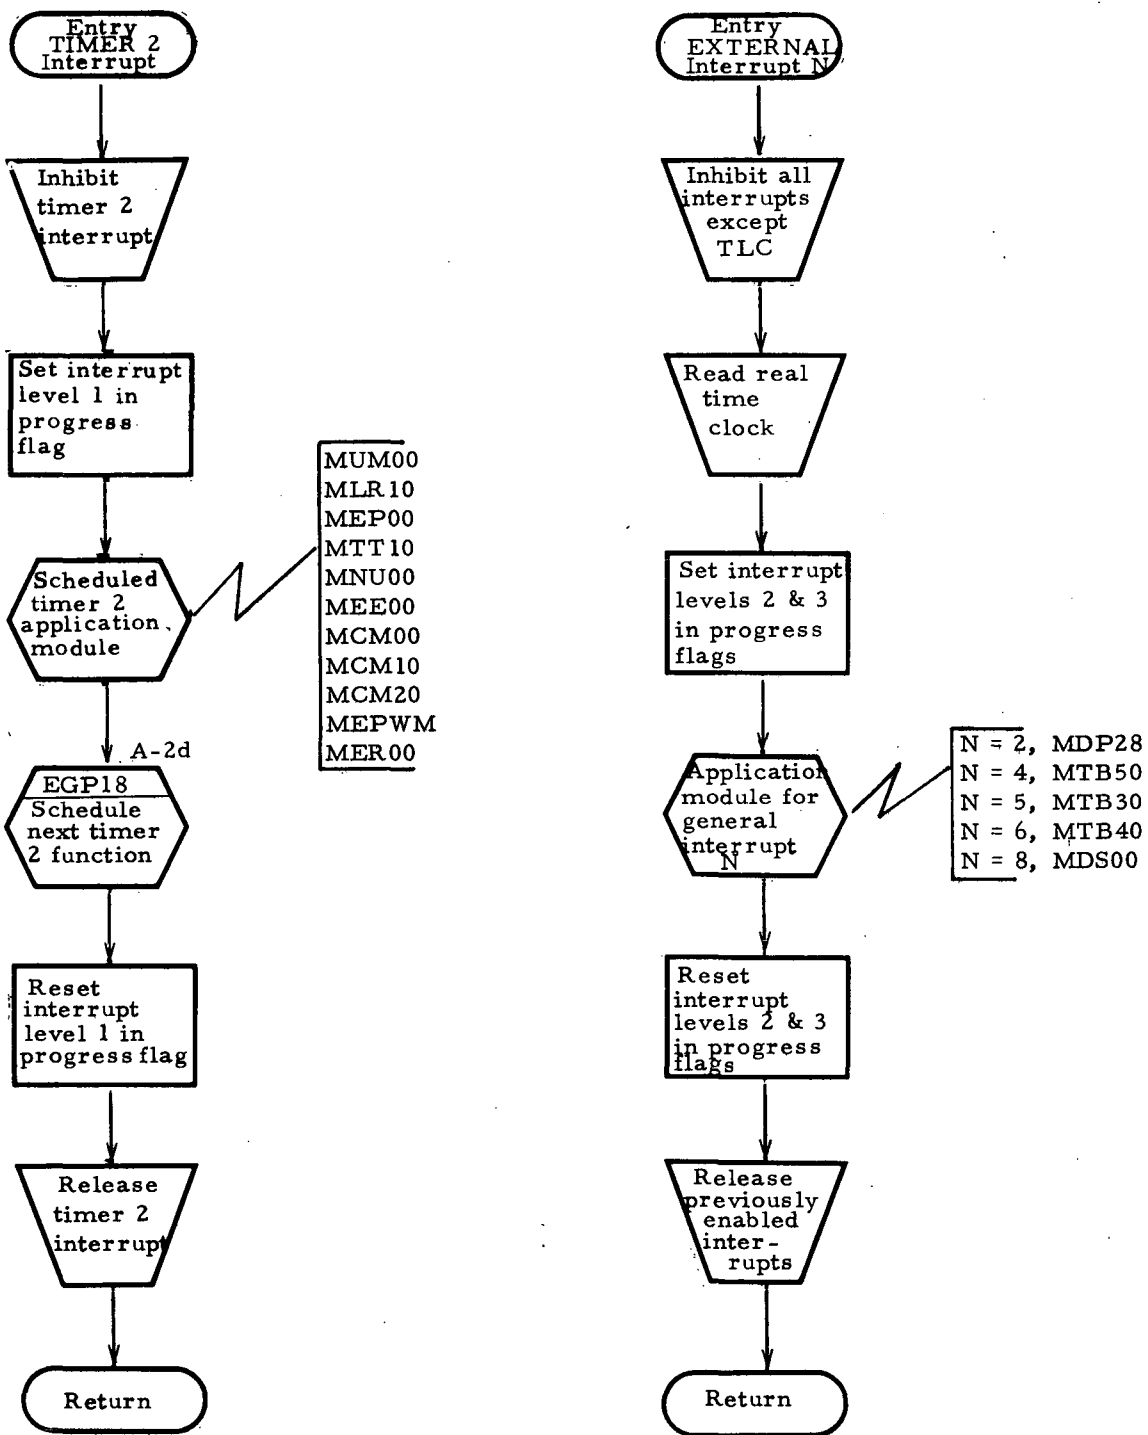 Entry
TIMER 2
Interrupt
Inhibit
timer 2
interrupt
Set interrupt
level 1 in
progress
flag
Scheduled
timer 2
application
module
MUM00
MLR10
MEP00
MTT10
MNU00
MEE00
MCM00
MCM10
MCM20
MEPWM
MER00
A-2d
EGP18
Schedule
next timer
2 function
Reset
interrupt
level 1 in
progress flag
Release
timer 2
interrupt
Return
Entry
EXTERNAL
Interrupt N
Inhibit all
interrupts
except
TLC
Read real
time
clock
Set interrupt
levels 2 & 3
in progress
flags
Application
module for
general
interrupt
N
N = 2, MDP28
N = 4, MTB50
N = 5, MTB30
N = 6, MTB40
N = 8, MDS00
Reset
interrupt
levels 2 & 3
in progress
flags
Release
previously
enabled
inter-
rupts
Return